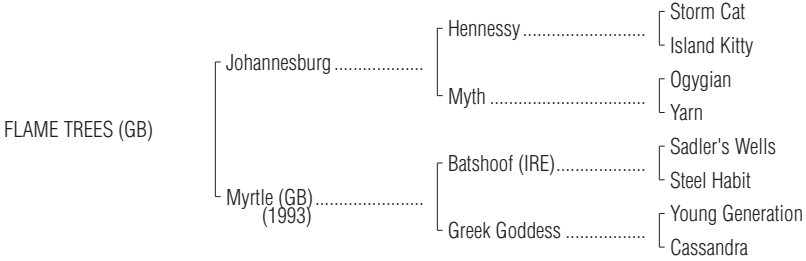 Storm Cat
Hennessy ..........................
Island Kitty
Johannesburg ...................
Ogygian
Myth .................................
Yarn
FLAME TREES (GB)
Sadler's Wells
Batshoof (IRE)...................
Steel Habit
Myrtle (GB) .......................
(1993)
Young Generation
Greek Goddess .................
Cassandra